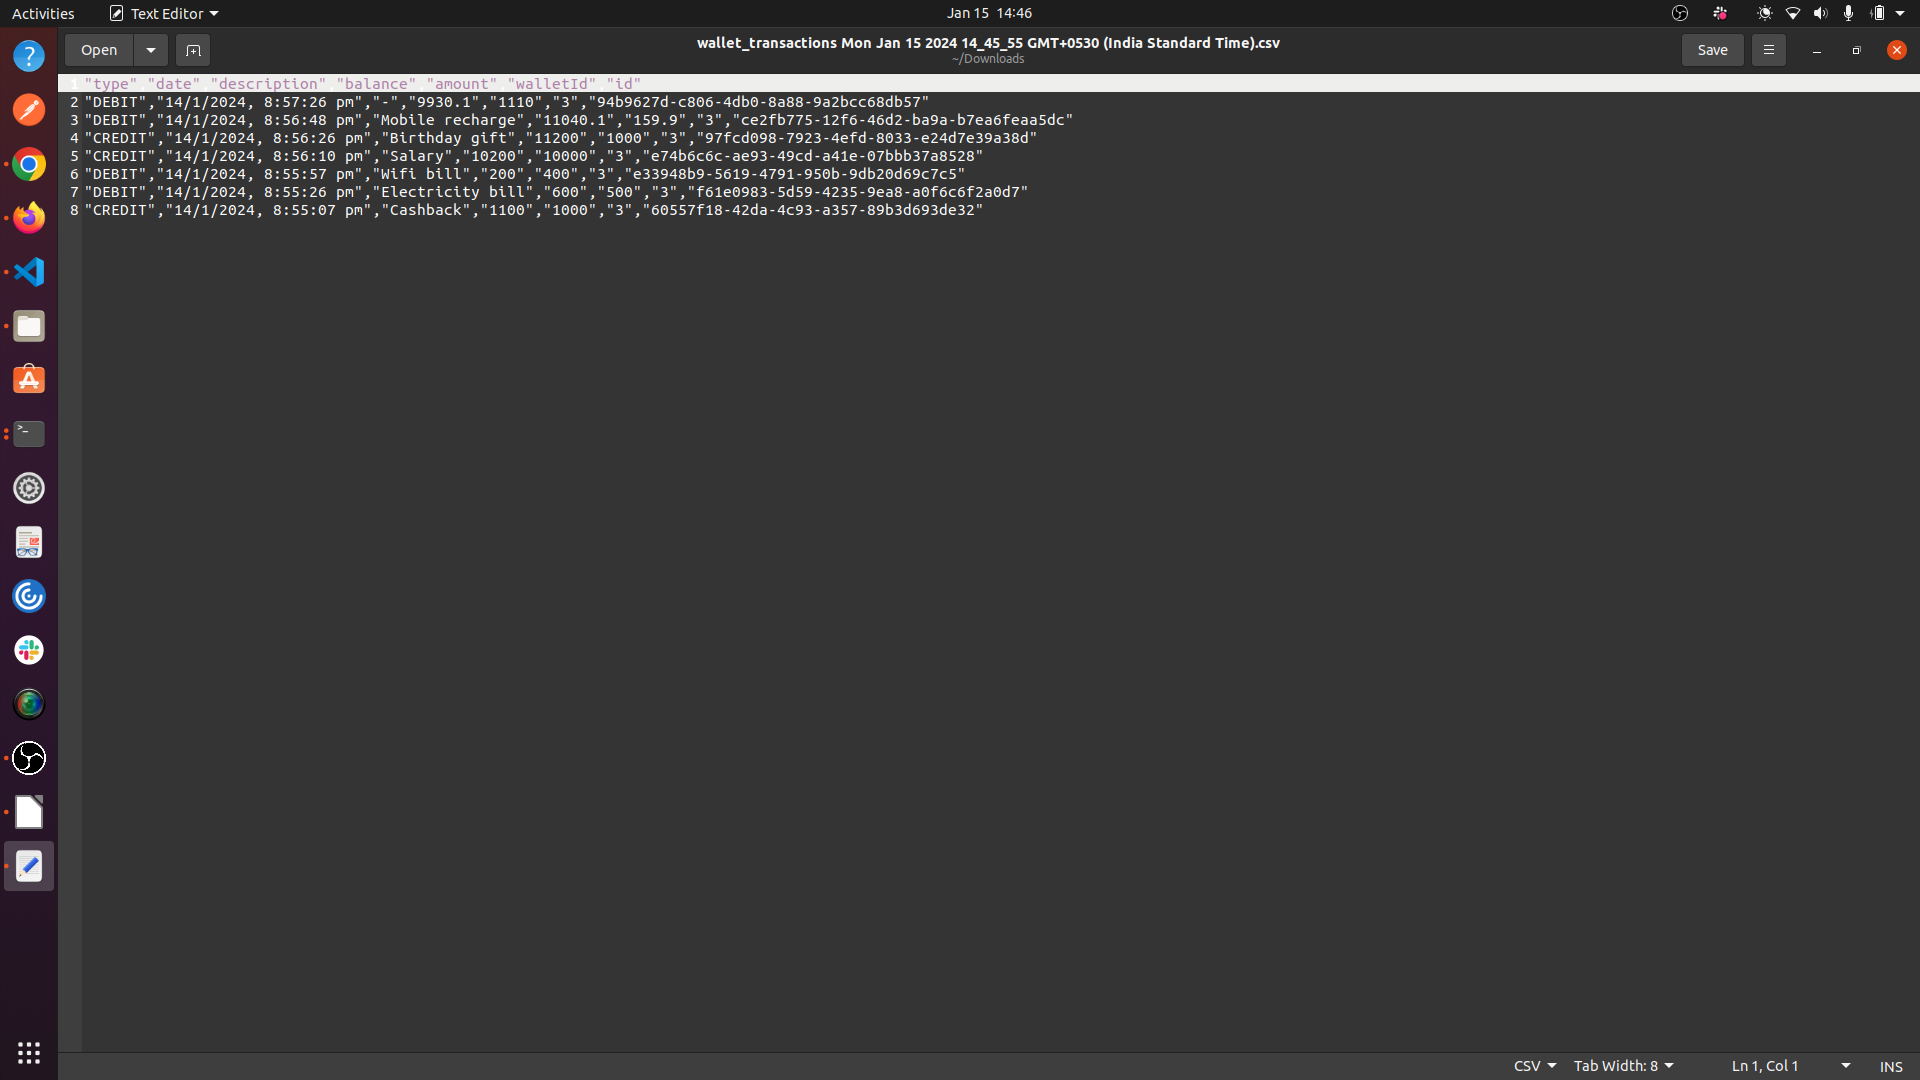 Activities Text Editor Jan 15 14:46
Open wallet_transactions Mon Jan 15 2024 14_45_55 GMT+0530 (India Standard Time).csv Save
~/Downloads
1 "type","date","description","balance","amount","walletId","id"
2 "DEBIT","14/1/2024, 8:57:26 pm","-","9930.1","1110","3","94b9627d-c806-4db0-8a88-9a2bcc68db57"
3 "DEBIT","14/1/2024, 8:56:48 pm","Mobile recharge","11040.1","159.9","3","ce2fb775-12f6-46d2-ba9a-b7ea6feaa5dc"
4 "CREDIT","14/1/2024, 8:56:26 pm","Birthday gift","11200","1000","3","97fcd098-7923-4efd-8033-e24d7e39a38d"
5 "CREDIT","14/1/2024, 8:56:10 pm","Salary","10200","10000","3","e74b6c6c-ae93-49cd-a41e-07bbb37a8528"
6 "DEBIT","14/1/2024, 8:55:57 pm","Wifi bill","200","400","3","e33948b9-5619-4791-950b-9db20d69c7c5"
7 "DEBIT","14/1/2024, 8:55:26 pm","Electricity bill","600","500","3","f61e0983-5d59-4235-9ea8-a0f6c6f2a0d7"
8 "CREDIT","14/1/2024, 8:55:07 pm","Cashback","1100","1000","3","60557f18-42da-4c93-a357-89b3d693de32"
CSV Tab Width: 8 Ln 1, Col 1 INS